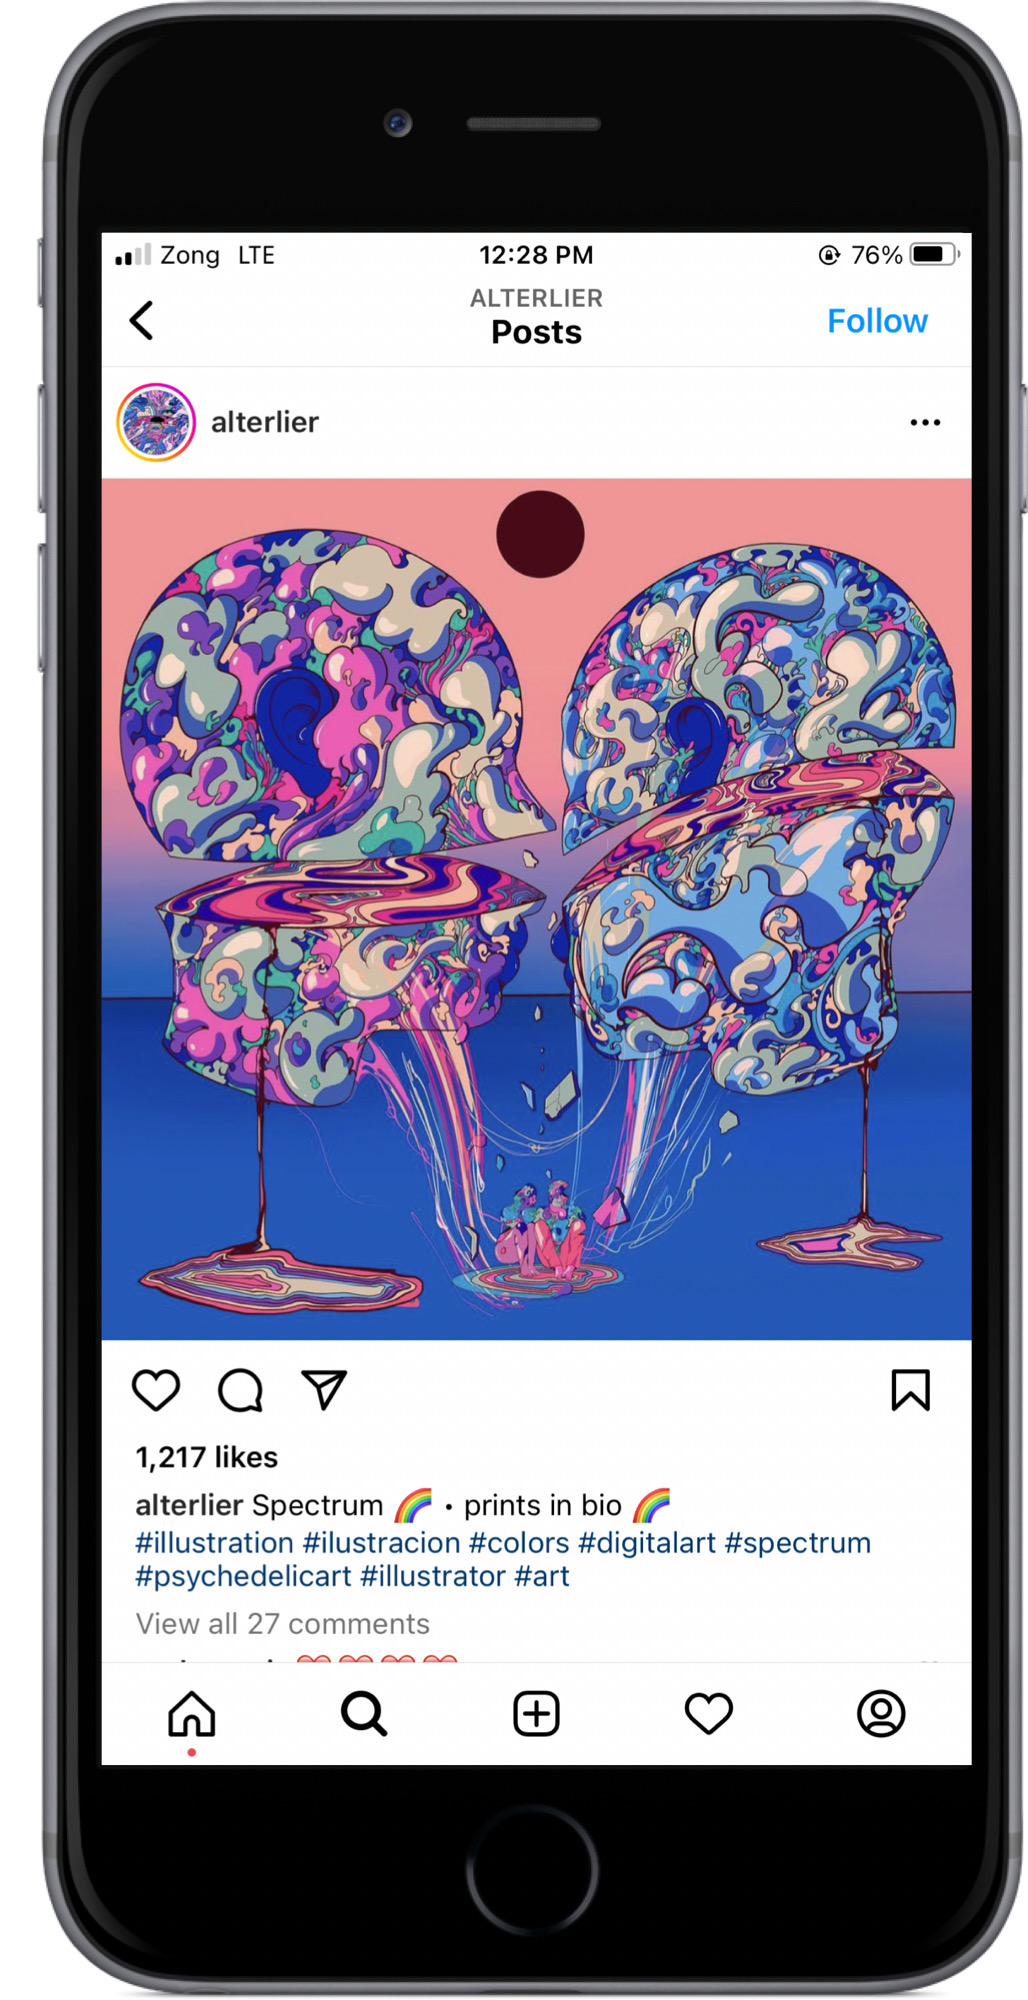 Zong LTE 12:28 PM 76%
ALTERLIER
Posts
Follow
alterlier
1,217 likes
alterlier Spectrum 🌈 • prints in bio 🌈
#illustration #ilustracion #colors #digitalart #spectrum
#psychedelicart #illustrator #art
View all 27 comments